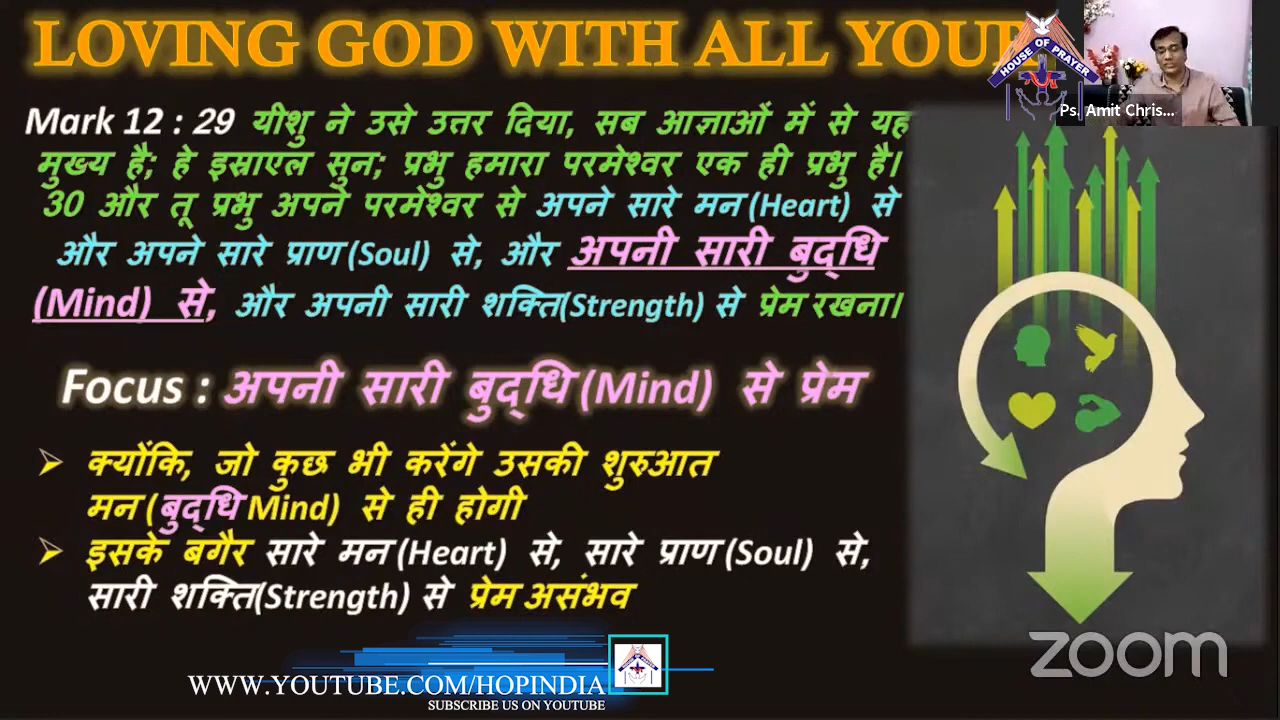 LOVING GOD WITH ALL YOUR
HOUSE OF PRAYER
Ps. Amit Chris...
Mark 12 : 29 यीशु ने उसे उत्तर दिया, सब आज्ञाओं में से यह
मुख्य है; हे इस्राएल सुन; प्रभु हमारा परमेश्वर एक ही प्रभु है।
30 और तू प्रभु अपने परमेश्वर से अपने सारे मन (Heart) से
और अपने सारे प्राण (Soul) से, और अपनी सारी बुद्धि
(Mind) से, और अपनी सारी शक्ति(Strength) से प्रेम रखना।
Focus : अपनी सारी बुद्धि (Mind) से प्रेम
➢ क्योंकि, जो कुछ भी करेंगे उसकी शुरुआत
मन ( बुद्धि Mind) से ही होगी
➢ इसके बगैर सारे मन (Heart) से, सारे प्राण (Soul) से,
सारी शक्ति(Strength) से प्रेम असंभव
zoom
WWW.YOUTUBE.COM/HOPINDIA
SUBSCRIBE US ON YOUTUBE